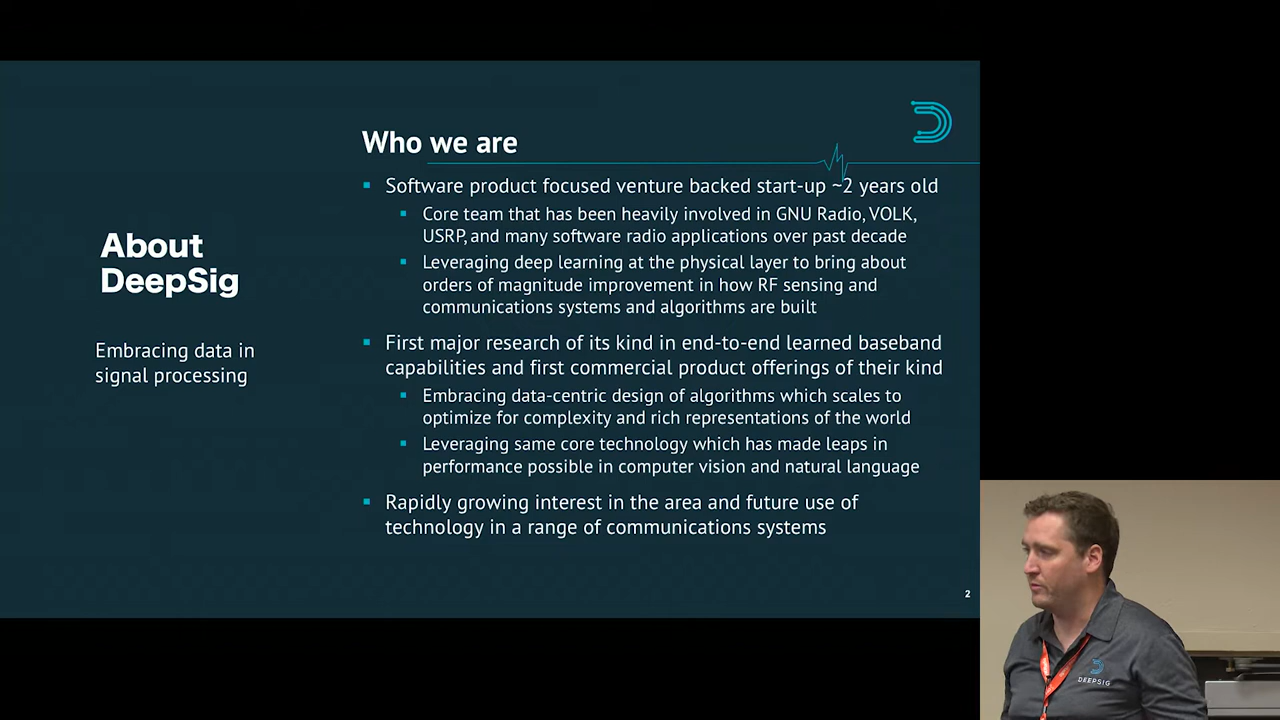 Who we are
Software product focused venture backed start-up ~2 years old
Core team that has been heavily involved in GNU Radio, VOLK,
USRP, and many software radio applications over past decade
Leveraging deep learning at the physical layer to bring about
orders of magnitude improvement in how RF sensing and
communications systems and algorithms are built
First major research of its kind in end-to-end learned baseband
capabilities and first commercial product offerings of their kind
Embracing data-centric design of algorithms which scales to
optimize for complexity and rich representations of the world
Leveraging same core technology which has made leaps in
performance possible in computer vision and natural language
Rapidly growing interest in the area and future use of
technology in a range of communications systems
About
DeepSig
Embracing data in
signal processing
2
DEEPSIG